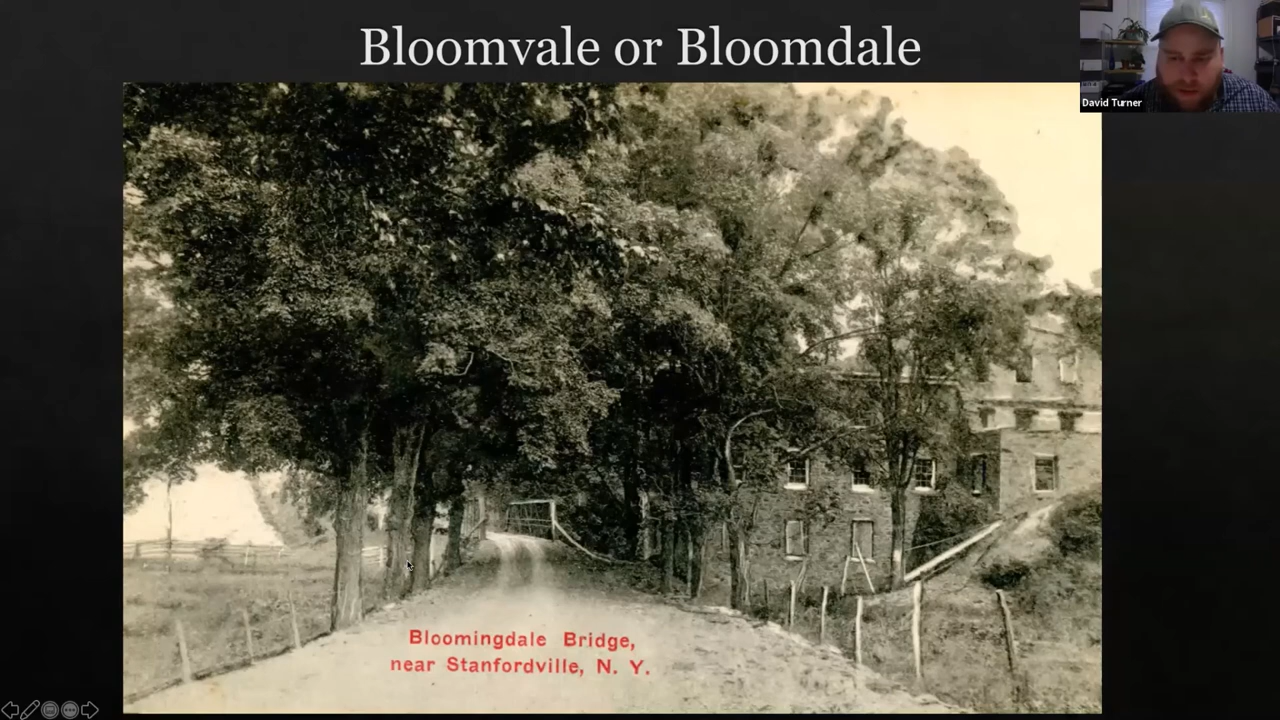 Bloomvale or Bloomdale
David Turner
Bloomingdale Bridge,
near Stanfordville, N. Y.